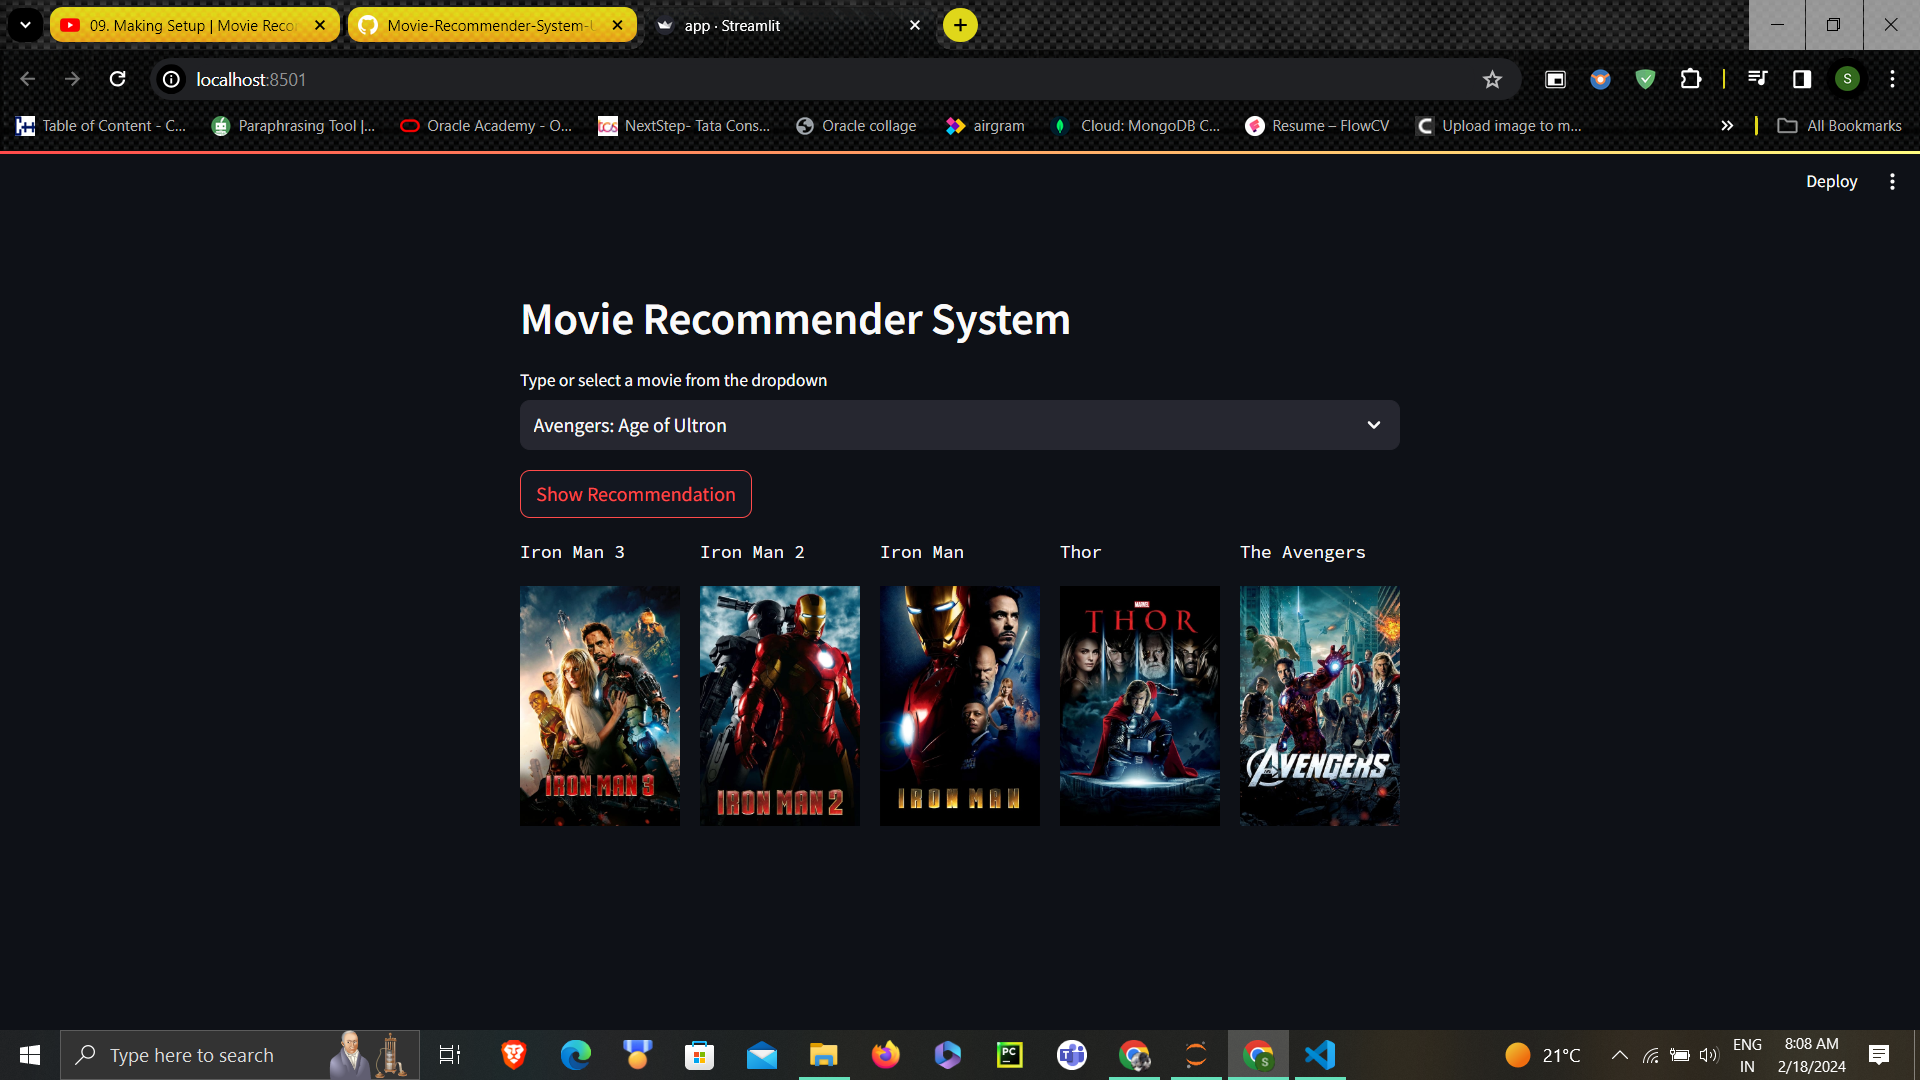 09. Making Setup | Movie Reco
Movie-Recommender-System-
app · Streamlit
localhost:8501
Table of Content - C...
Paraphrasing Tool |...
Oracle Academy - O...
NextStep- Tata Cons...
Oracle collage
airgram
Cloud: MongoDB C...
Resume – FlowCV
Upload image to m...
All Bookmarks
S
Deploy
Movie Recommender System
Type or select a movie from the dropdown
Avengers: Age of Ultron
Show Recommendation
Iron Man 3
Iron Man 2
Iron Man
Thor
The Avengers
IRON MAN 3
IRON MAN 2
IRON MAN
MARVEL
THOR
AVENGERS
Type here to search
PC
S
21°C
ENG
IN
8:08 AM
2/18/2024